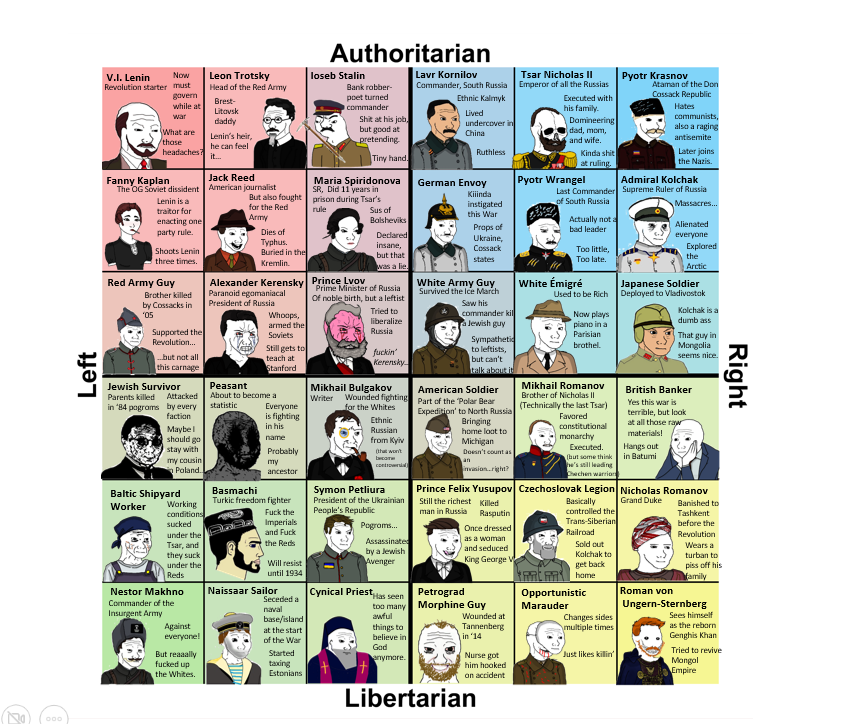 Authoritarian
V.I. Lenin
Revolution starter
Now
must
govern
while at
war
What are
those
headaches?
Leon Trotsky
Head of the Red Army
Brest-
Litovsk
daddy
Lenin's heir,
he can feel
it...
Ioseb Stalin
Bank robber-
poet turned
commander
Shit at his job,
but good at
pretending.
Tiny hand.
Lavr Kornilov
Commander, South Russia
Ethnic Kalmyk
Lived
undercover in
China
Ruthless
Tsar Nicholas II
Emperor of all the Russias
Executed with
his family.
Domineering
dad, mom,
and wife.
Kinda shit
at ruling.
Pyotr Krasnov
Ataman of the Don
Cossack Republic
Hates
communists,
also a raging
antisemite
Later joins
the Nazis.
Fanny Kaplan
The OG Soviet dissident
Lenin is a
traitor for
enacting one
party rule.
Shoots Lenin
three times.
Jack Reed
American journalist
But also fought
for the Red
Army
Dies of
Typhus.
Buried in the
Kremlin.
Maria Spiridonova
SR, Did 11 years in
prison during Tsar's
rule
Sus of
Bolsheviks
Declared
insane,
but that
was a lie.
German Envoy
Kiiinda
instigated
this War
Props of
Ukraine,
Cossack
states
Pyotr Wrangel
Last Commander
of South Russia
Actually not a
bad leader
Too little,
Too late.
Admiral Kolchak
Supreme Ruler of Russia
Massacres...
Alienated
everyone
Explored
the
Arctic
Red Army Guy
Brother killed
by Cossacks in
'05
Supported the
Revolution...
...but not all
this carnage
Alexander Kerensky
Paranoid egomaniacal
President of Russia
Whoops,
armed the
Soviets
Still gets to
teach at
Stanford
Prince Lvov
Prime Minister of Russia
Of noble birth, but a leftist
Tried to
liberalize
Russia
fuckin'
Kerensky..
White Army Guy
Survived the Ice March
Saw his
commander kil
a Jewish guy
Sympathetic
to leftists,
but can't
talk about it
White Émigré
Used to be Rich
Now plays
piano in a
Parisian
brothel.
Japanese Soldier
Deployed to Vladivostok
Kolchak is a
dumb ass
That guy in
Mongolia
seems nice.
Left
Right
Jewish Survivor
Parents killed
in '84 pogroms
Attacked
by every
faction
Maybe I
should go
stay with
my cousin
in Poland..
Peasant
About to become a
statistic
Everyone
is fighting
in his
name
Probably
my
ancestor
Mikhail Bulgakov
Writer
Wounded fighting
for the Whites
Ethnic
Russian
from Kyiv
(that won't
become
controversial)
American Soldier
Part of the 'Polar Bear
Expedition' to North Russia
Bringing
home loot to
Michigan
Doesn't count as
an
invasion...right?
Mikhail Romanov
Brother of Nicholas II
(Technically the last Tsar)
Favored
constitutional
monarchy
Executed.
(but some think
he's still leading
Chechen warriors)
British Banker
Yes this war is
terrible, but look
at all those raw
materials!
Hangs out
in Batumi
Baltic Shipyard
Worker
Working
conditions
sucked
under the
Tsar, and
they suck
under the
Reds
Basmachi
Turkic freedom fighter
Fuck the
Imperials
and Fuck
the Reds
Will resist
until 1934
Symon Petliura
President of the Ukrainian
People's Republic
Pogroms...
Assassinated
by a Jewish
Avenger
Prince Felix Yusupov
Still the richest
man in Russia
Killed
Rasputin
Once dressed
as a woman
and seduced
King George V
Czechoslovak Legion
Basically
controlled the
Trans-Siberian
Railroad
Sold out
Kolchak to
get back
home
Nicholas Romanov
Grand Duke
Banished to
Tashkent
before the
Revolution
Wears a
turban to
piss off his
family
Nestor Makhno
Commander of the
Insurgent Army
Against
everyone!
But reaaally
fucked up
the Whites.
Naissaar Sailor
Seceded a
naval
base/island
at the start
of the War
Started
taxing
Estonians
Cynical Priest
Has seen
too many
awful
things to
believe in
God
anymore.
Petrograd
Morphine Guy
Wounded at
Tannenberg
in '14
Nurse got
him hooked
on accident
Opportunistic
Marauder
Changes sides
multiple times
Just likes killin'
Roman von
Ungern-Sternberg
Sees himself
as the reborn
Genghis Khan
Tried to revive
Mongol
Empire
Libertarian